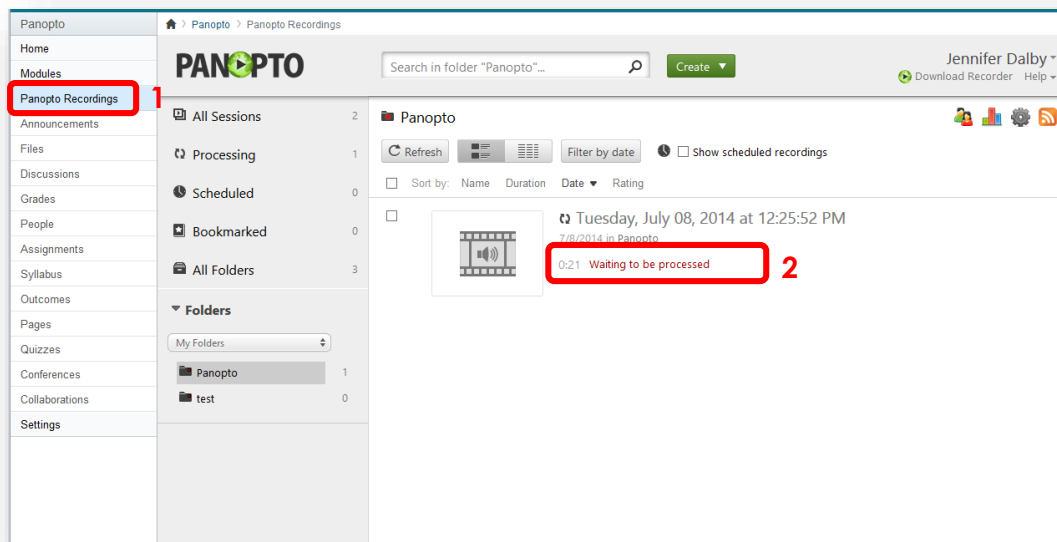 Panopto
Home
Modules
Panopto Recordings
1
Announcements
Files
Discussions
Grades
People
Assignments
Syllabus
Outcomes
Pages
Quizzes
Conferences
Collaborations
Settings
Panopto > Panopto Recordings
PANOPTO
Search in folder "Panopto"...
Create
Jennifer Dalby
Download Recorder Help
All Sessions 2
Processing 1
Scheduled 0
Bookmarked 0
All Folders 3
Folders
My Folders
Panopto 1
test 0
Panopto
Refresh Filter by date Show scheduled recordings
Sort by: Name Duration Date Rating
Tuesday, July 08, 2014 at 12:25:52 PM
7/8/2014 in Panopto
0:21 Waiting to be processed
2